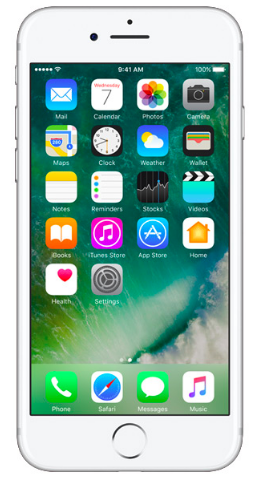 9:41 AM 100%
Wednesday
7
Mail Calendar Photos Camera
280
Maps Clock Weather Wallet
Notes Reminders Stocks Videos
iBooks iTunes Store App Store Home
Health Settings
Phone Safari Messages Music